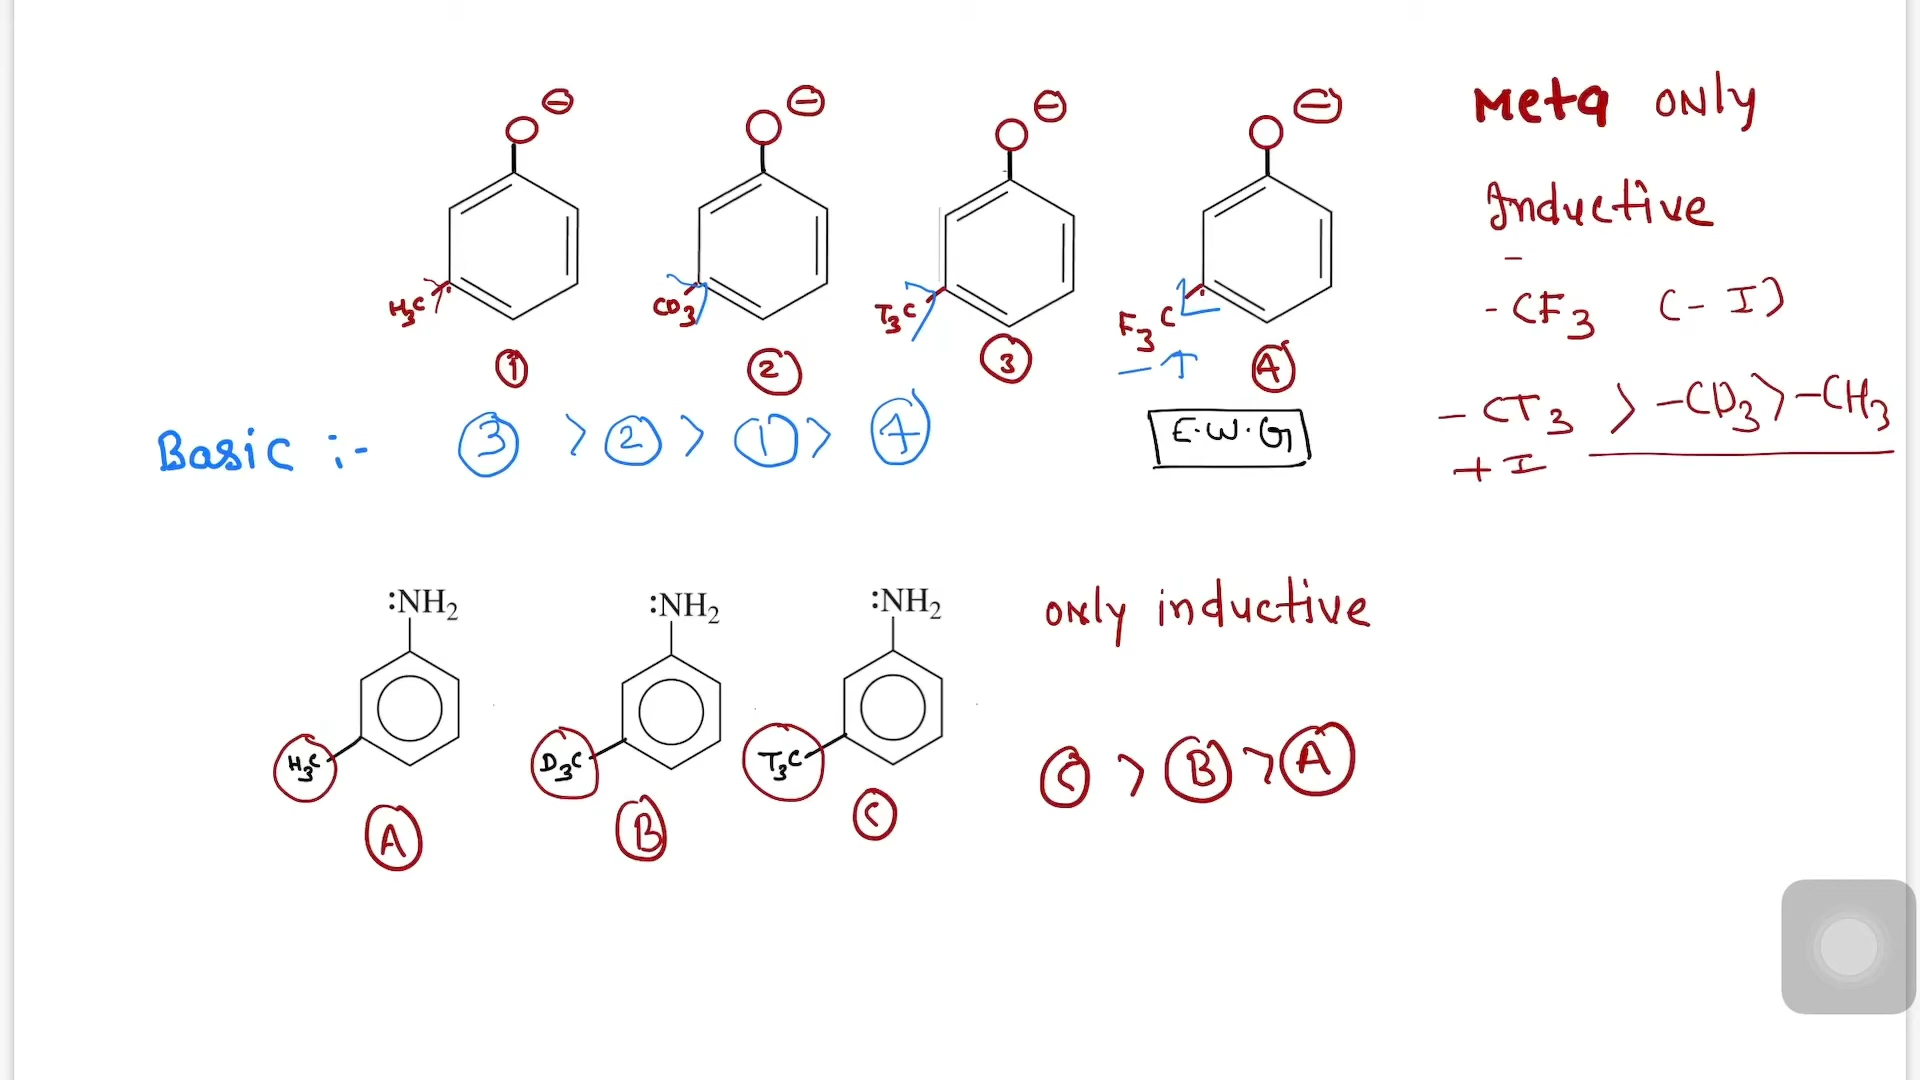 O ⊖ O ⊖ O ⊖ O ⊖
H₃C CD₃ T₃C F₃C
-I
① ② ③ ④
Meta ONly
Inductive
- CF₃ (-I)
- CT₃ > -CD₃ > -CH₃
+I
Basic :- ③ > ② > ① > ④
E.W.G
:NH₂ :NH₂ :NH₂
H₃C D₃C T₃C
A B C
only inductive
C > B > A